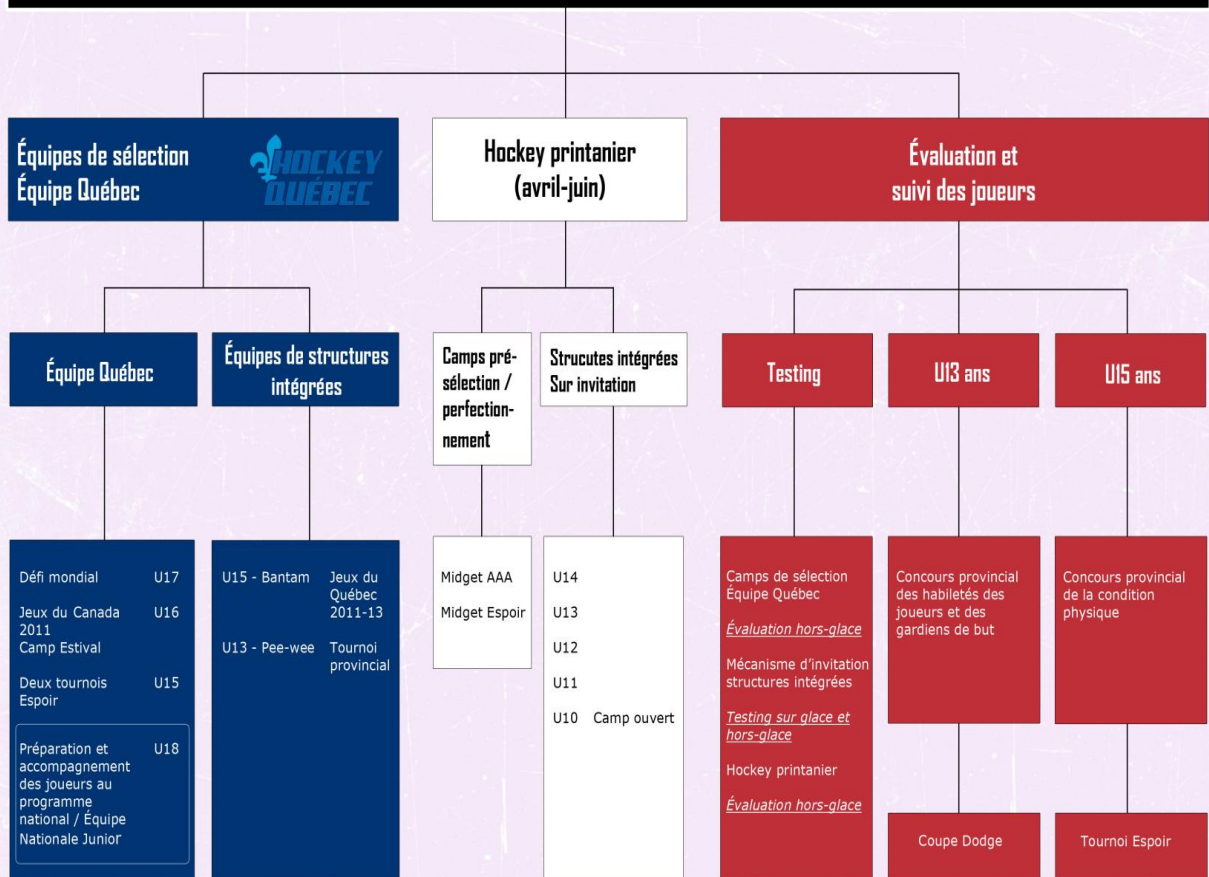 Équipes de sélection
Équipe Québec
HOCKEY
QUÉBEC
Hockey printanier
(avril-juin)
Évaluation et
suivi des joueurs
Équipe Québec
Équipes de structures
intégrées
Camps pré-
sélection /
perfection-
nement
Strucutes intégrées
Sur invitation
Testing
U13 ans
U15 ans
Défi mondial U17
Jeux du Canada U16
2011
Camp Estival
Deux tournois U15
Espoir
Préparation et U18
accompagnement
des joueurs au
programme
national / Équipe
Nationale Junior
U15 - Bantam Jeux du
Québec
2011-13
U13 - Pee-wee Tournoi
provincial
Midget AAA
Midget Espoir
U14
U13
U12
U11
U10 Camp ouvert
Camps de sélection
Équipe Québec
Évaluation hors-glace
Mécanisme d'invitation
structures intégrées
Testing sur glace et
hors-glace
Hockey printanier
Évaluation hors-glace
Concours provincial
des habiletés des
joueurs et des
gardiens de but
Coupe Dodge
Concours provincial
de la condition
physique
Tournoi Espoir